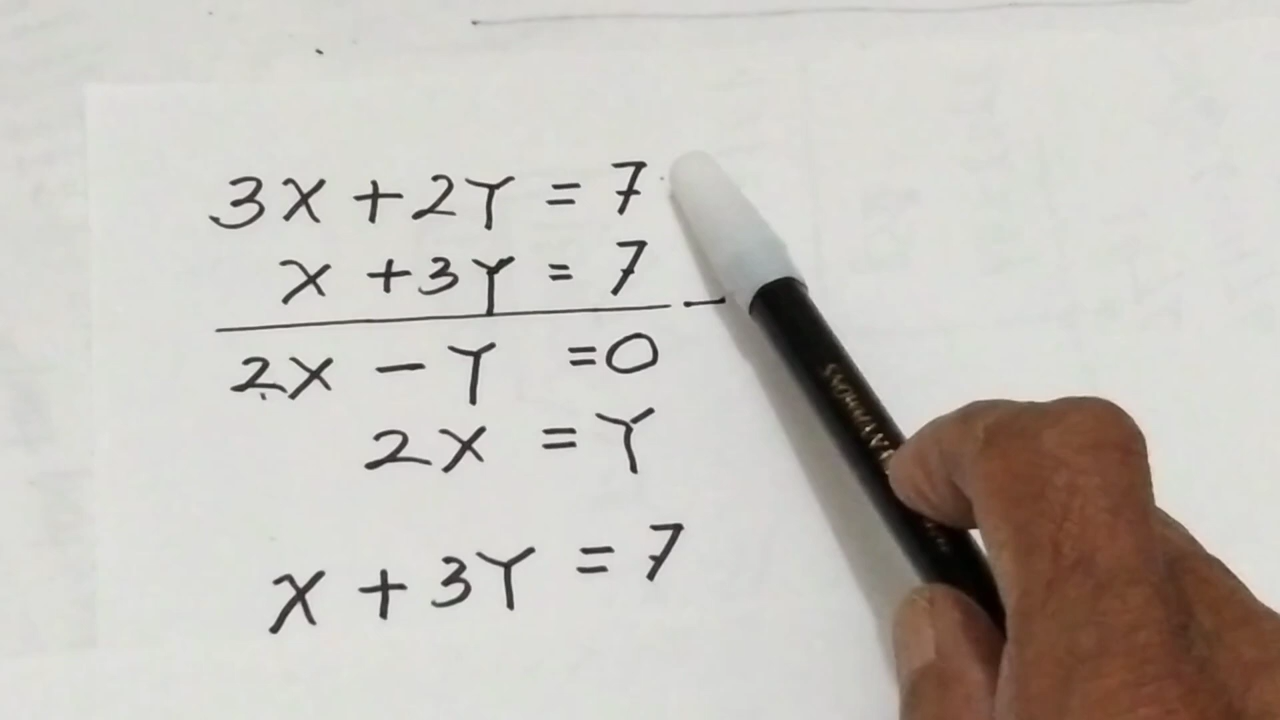 3X + 2Y = 7
X + 3Y = 7
2X - Y = 0
2X = Y
X + 3Y = 7